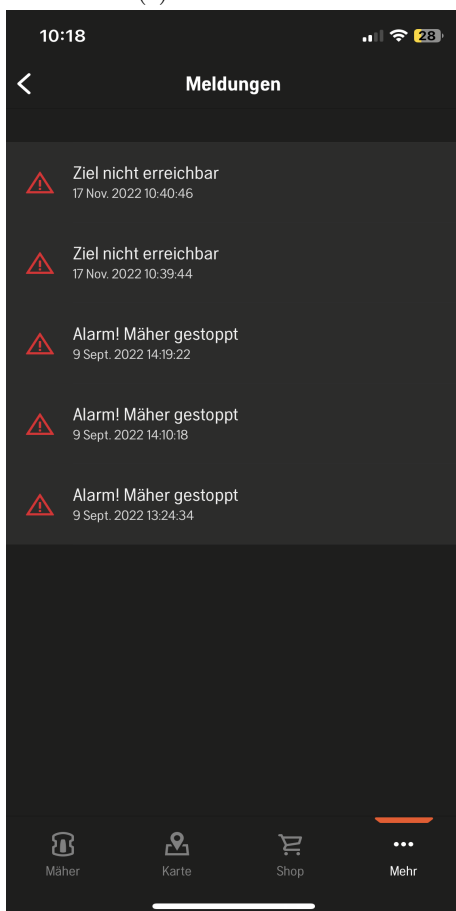 10:18
28
Meldungen
Ziel nicht erreichbar
17 Nov. 2022 10:40:46
Ziel nicht erreichbar
17 Nov. 2022 10:39:44
Alarm! Mäher gestoppt
9 Sept. 2022 14:19:22
Alarm! Mäher gestoppt
9 Sept. 2022 14:10:18
Alarm! Mäher gestoppt
9 Sept. 2022 13:24:34
Mäher Karte Shop Mehr